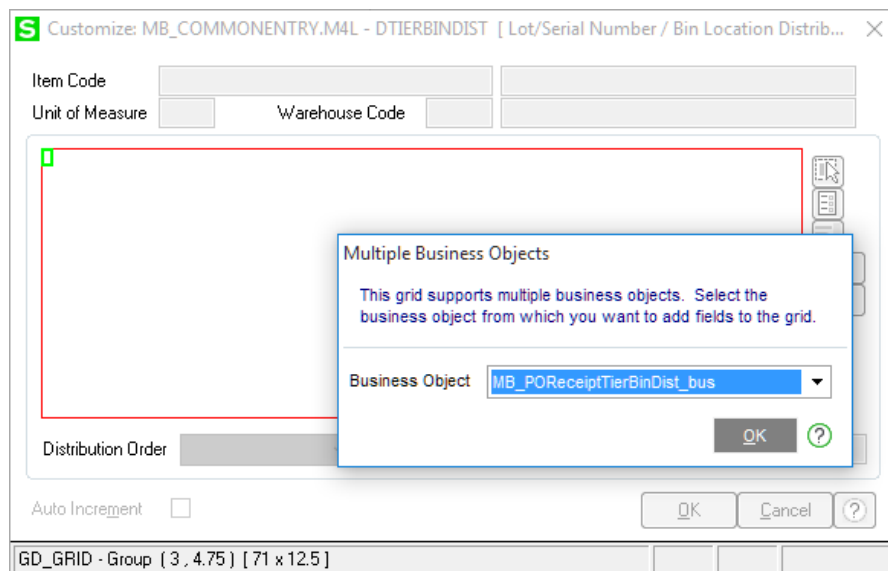 S Customize: MB_COMMONENTRY.M4L - DTIERBINDIST [ Lot/Serial Number / Bin Location Distrib...
Item Code
Unit of Measure Warehouse Code
Multiple Business Objects
This grid supports multiple business objects. Select the
business object from which you want to add fields to the grid.
Business Object MB_POReceiptTierBinDist_bus
OK ?
Distribution Order
Auto Increment OK Cancel ?
GD_GRID - Group ( 3 , 4.75 ) [ 71 x 12.5 ]